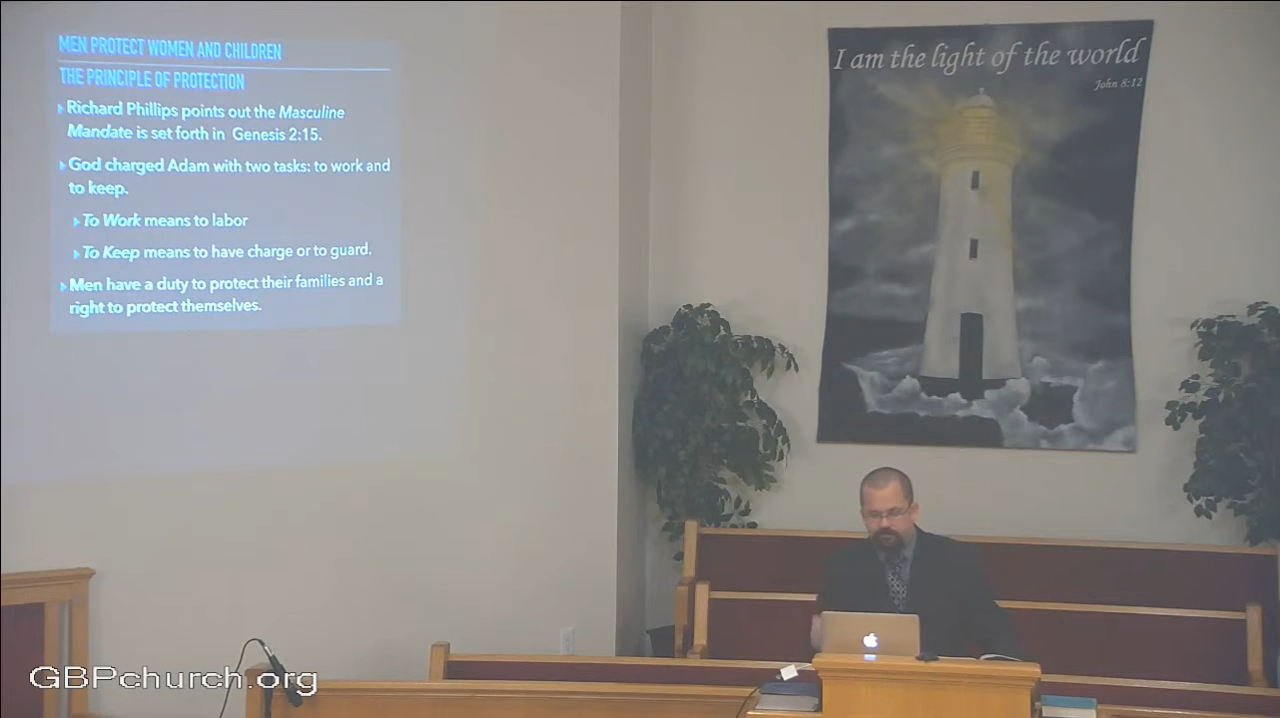 MEN PROTECT WOMEN AND CHILDREN
THE PRINCIPLE OF PROTECTION
Richard Phillips points out the Masculine
Mandate is set forth in Genesis 2:15.
God charged Adam with two tasks: to work and
to keep.
To Work means to labor
To Keep means to have charge or to guard.
Men have a duty to protect their families and a
right to protect themselves.
I am the light of the world
John 8:12
GBPchurch.org